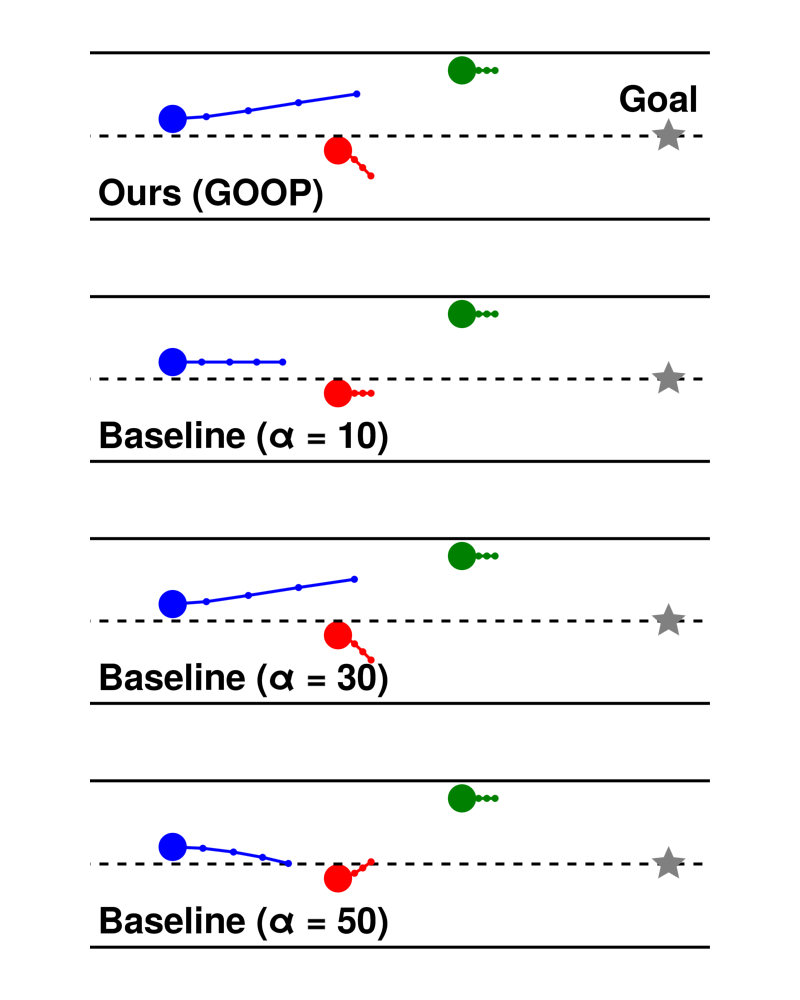 Goal
Ours (GOOP)
Baseline (α = 10)
Baseline (α = 30)
Baseline (α = 50)